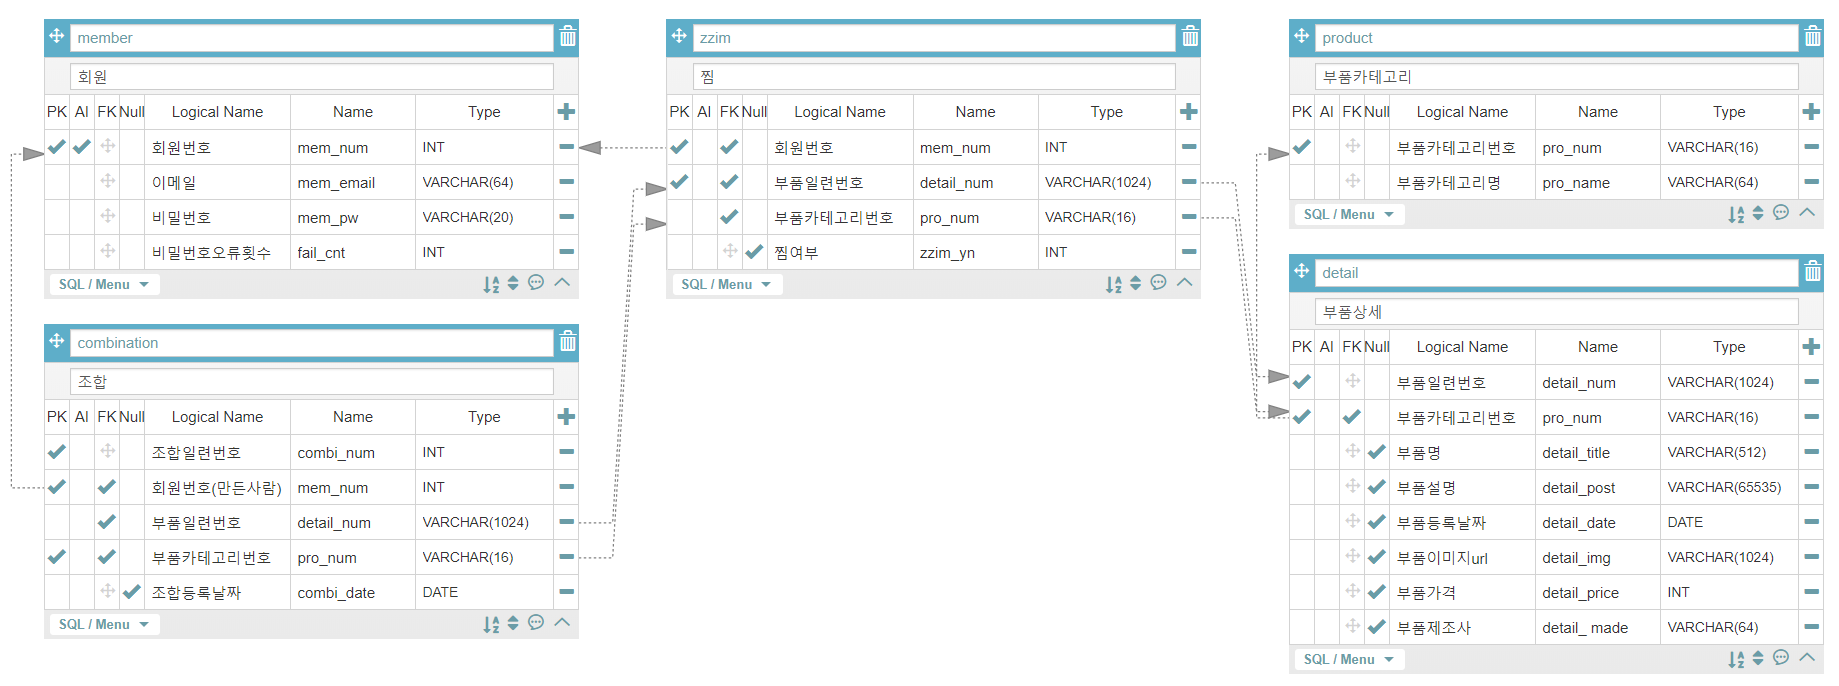 member
회원
PK AI FK Null Logical Name Name Type
회원번호 mem_num INT
이메일 mem_email VARCHAR(64)
비밀번호 mem_pw VARCHAR(20)
비밀번호오류횟수 fail_cnt INT
SQL / Menu
combination
조합
PK AI FK Null Logical Name Name Type
조합일련번호 combi_num INT
회원번호(만든사람) mem_num INT
부품일련번호 detail_num VARCHAR(1024)
부품카테고리번호 pro_num VARCHAR(16)
조합등록날짜 combi_date DATE
SQL / Menu
zzim
찜
PK AI FK Null Logical Name Name Type
회원번호 mem_num INT
부품일련번호 detail_num VARCHAR(1024)
부품카테고리번호 pro_num VARCHAR(16)
찜여부 zzim_yn INT
SQL / Menu
product
부품카테고리
PK AI FK Null Logical Name Name Type
부품카테고리번호 pro_num VARCHAR(16)
부품카테고리명 pro_name VARCHAR(64)
SQL / Menu
detail
부품상세
PK AI FK Null Logical Name Name Type
부품일련번호 detail_num VARCHAR(1024)
부품카테고리번호 pro_num VARCHAR(16)
부품명 detail_title VARCHAR(512)
부품설명 detail_post VARCHAR(65535)
부품등록날짜 detail_date DATE
부품이미지url detail_img VARCHAR(1024)
부품가격 detail_price INT
부품제조사 detail_ made VARCHAR(64)
SQL / Menu